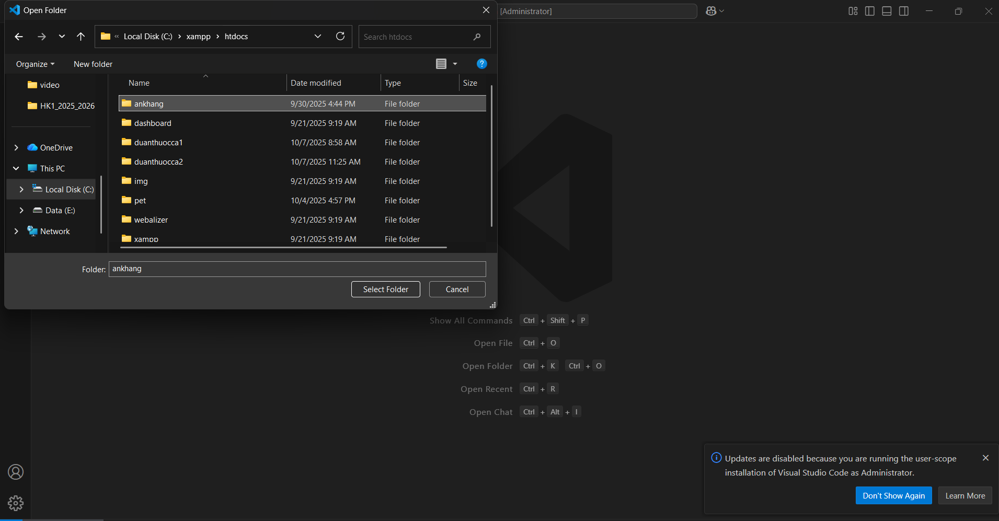 Open Folder
[Administrator]
« Local Disk (C:) › xampp › htdocs
Search htdocs
Organize
New folder
video
HK1_2025_2026
OneDrive
This PC
Local Disk (C:)
Data (E:)
Network
Name Date modified Type Size
ankhang 9/30/2025 4:44 PM File folder
dashboard 9/21/2025 9:19 AM File folder
duanthuocca1 10/7/2025 8:58 AM File folder
duanthuocca2 10/7/2025 11:25 AM File folder
img 9/21/2025 9:19 AM File folder
pet 10/4/2025 4:57 PM File folder
webalizer 9/21/2025 9:19 AM File folder
xampp 9/21/2025 9:19 AM File folder
Folder: ankhang
Select Folder
Cancel
Show All Commands Ctrl + Shift + P
Open File Ctrl + O
Open Folder Ctrl + K Ctrl + O
Open Recent Ctrl + R
Open Chat Ctrl + Alt + I
Updates are disabled because you are running the user-scope
installation of Visual Studio Code as Administrator.
Don't Show Again
Learn More